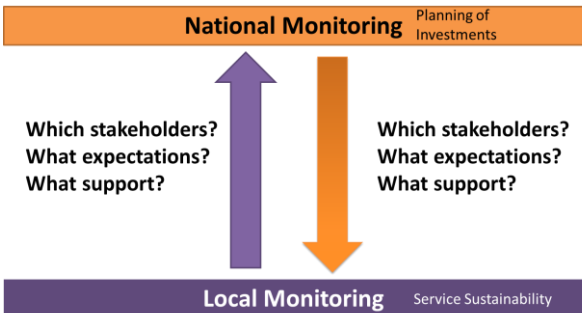 National Monitoring
Planning of
Investments
Which stakeholders?
What expectations?
What support?
Which stakeholders?
What expectations?
What support?
Local Monitoring
Service Sustainability